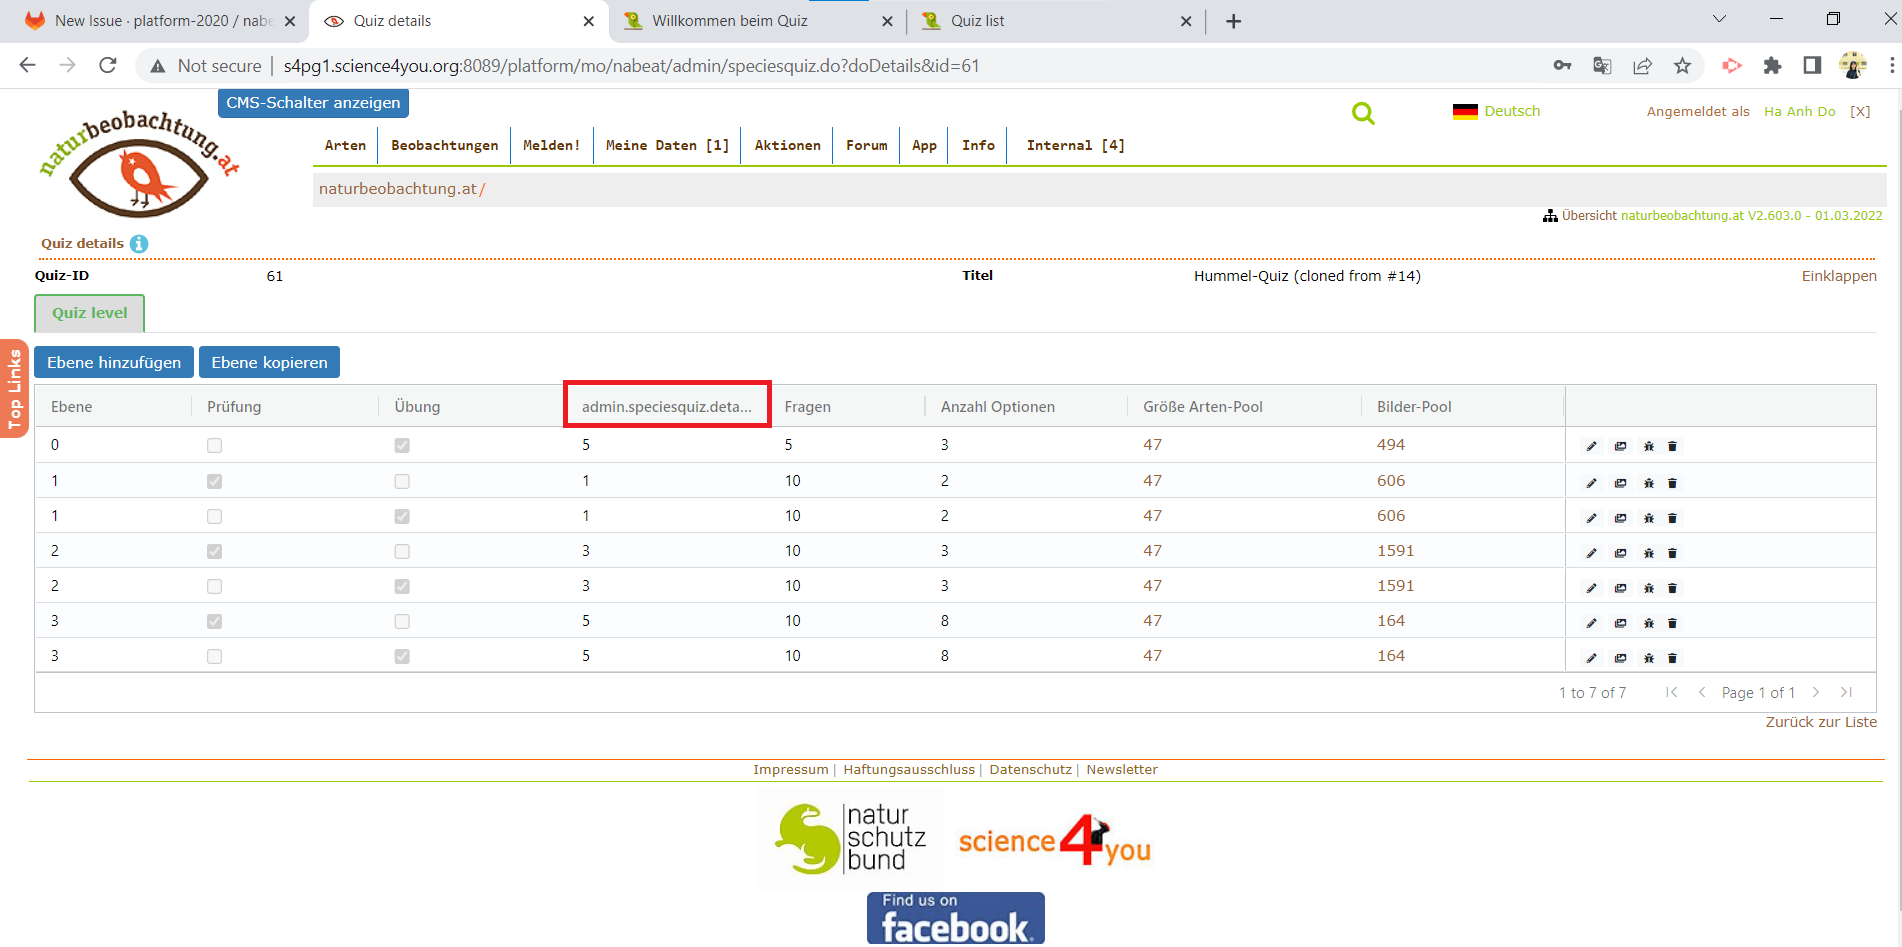 New Issue · platform-2020 / nabe
Quiz details
Willkommen beim Quiz
Quiz list
Not secure | s4pg1.science4you.org:8089/platform/mo/nabeat/admin/speciesquiz.do?doDetails&id=61
CMS-Schalter anzeigen
naturbeobachtung.at
Deutsch
Angemeldet als Ha Anh Do [X]
Arten Beobachtungen Melden! Meine Daten [1] Aktionen Forum App Info Internal [4]
naturbeobachtung.at/
Übersicht naturbeobachtung.at V2.603.0 - 01.03.2022
Quiz details
Quiz-ID 61 Titel Hummel-Quiz (cloned from #14) Einklappen
Quiz level
Top Links
Ebene hinzufügen Ebene kopieren
Ebene Prüfung Übung admin.speciesquiz.deta... Fragen Anzahl Optionen Größe Arten-Pool Bilder-Pool
0 5 5 3 47 494
1 1 10 2 47 606
1 1 10 2 47 606
2 3 10 3 47 1591
2 3 10 3 47 1591
3 5 10 8 47 164
3 5 10 8 47 164
1 to 7 of 7 Page 1 of 1
Zurück zur Liste
Impressum | Haftungsausschluss | Datenschutz | Newsletter
natur
schutz
bund
science4you
Find us on
facebook.